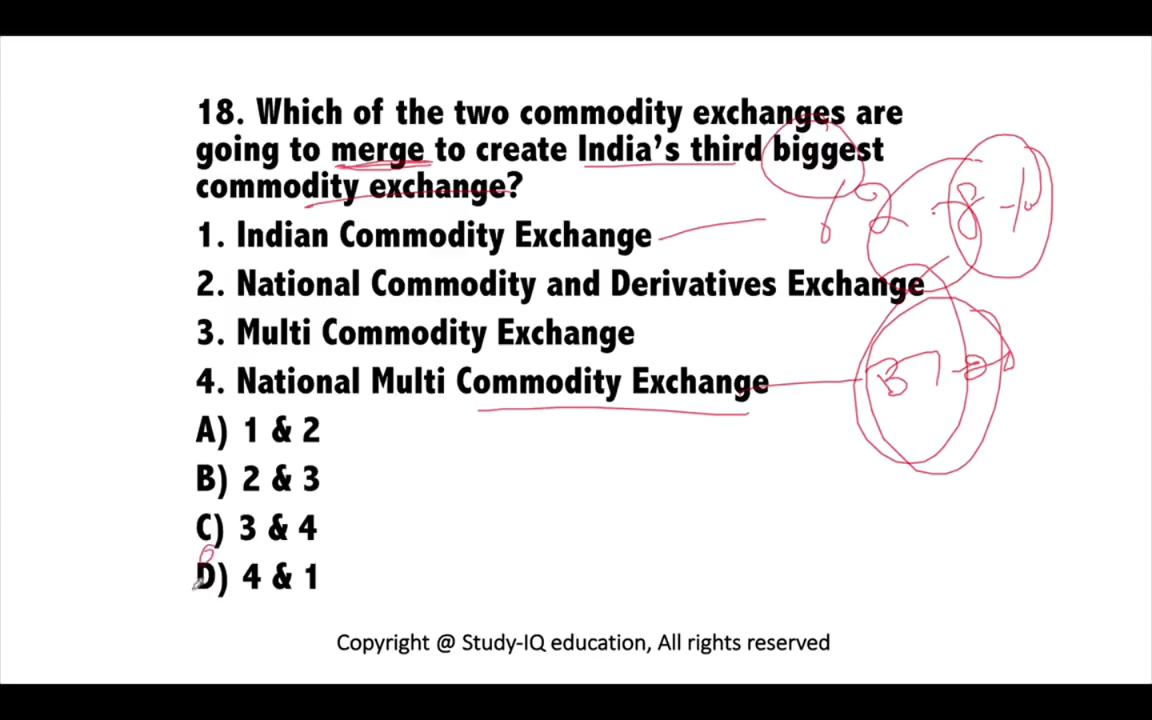 18. Which of the two commodity exchanges are
going to merge to create India's third biggest
commodity exchange?
1. Indian Commodity Exchange
2. National Commodity and Derivatives Exchange
3. Multi Commodity Exchange
4. National Multi Commodity Exchange
A) 1 & 2
B) 2 & 3
C) 3 & 4
D) 4 & 1
Copyright @ Study-IQ education, All rights reserved